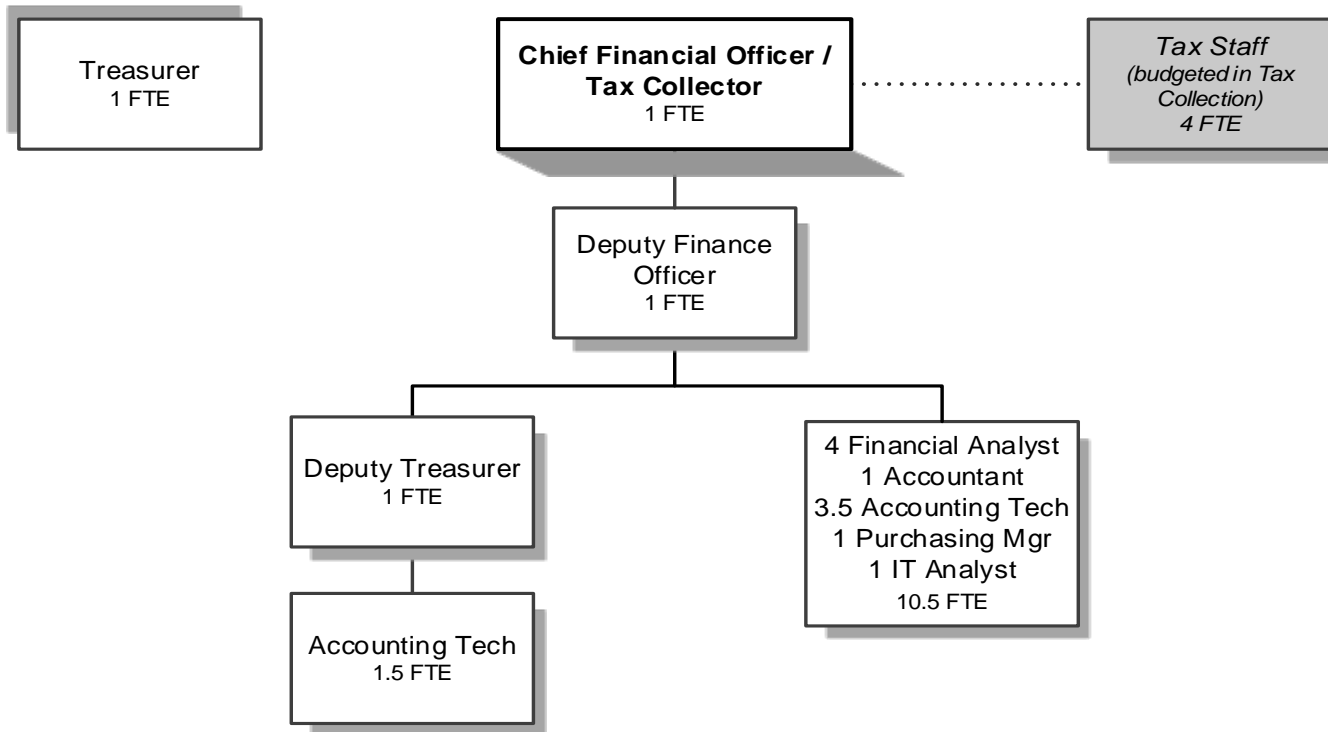 Treasurer
1 FTE
Chief Financial Officer /
Tax Collector
1 FTE
Tax Staff
(budgeted in Tax
Collection)
4 FTE
Deputy Finance
Officer
1 FTE
Deputy Treasurer
1 FTE
4 Financial Analyst
1 Accountant
3.5 Accounting Tech
1 Purchasing Mgr
1 IT Analyst
10.5 FTE
Accounting Tech
1.5 FTE